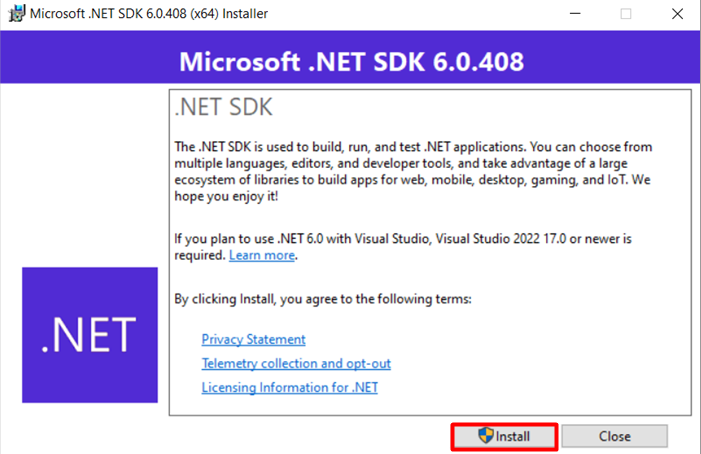 Microsoft .NET SDK 6.0.408 (x64) Installer
Microsoft .NET SDK 6.0.408
.NET SDK
The .NET SDK is used to build, run, and test .NET applications. You can choose from
multiple languages, editors, and developer tools, and take advantage of a large
ecosystem of libraries to build apps for web, mobile, desktop, gaming, and IoT. We
hope you enjoy it!
If you plan to use .NET 6.0 with Visual Studio, Visual Studio 2022 17.0 or newer is
required. Learn more.
By clicking Install, you agree to the following terms:
.NET
Privacy Statement
Telemetry collection and opt-out
Licensing Information for .NET
Install
Close